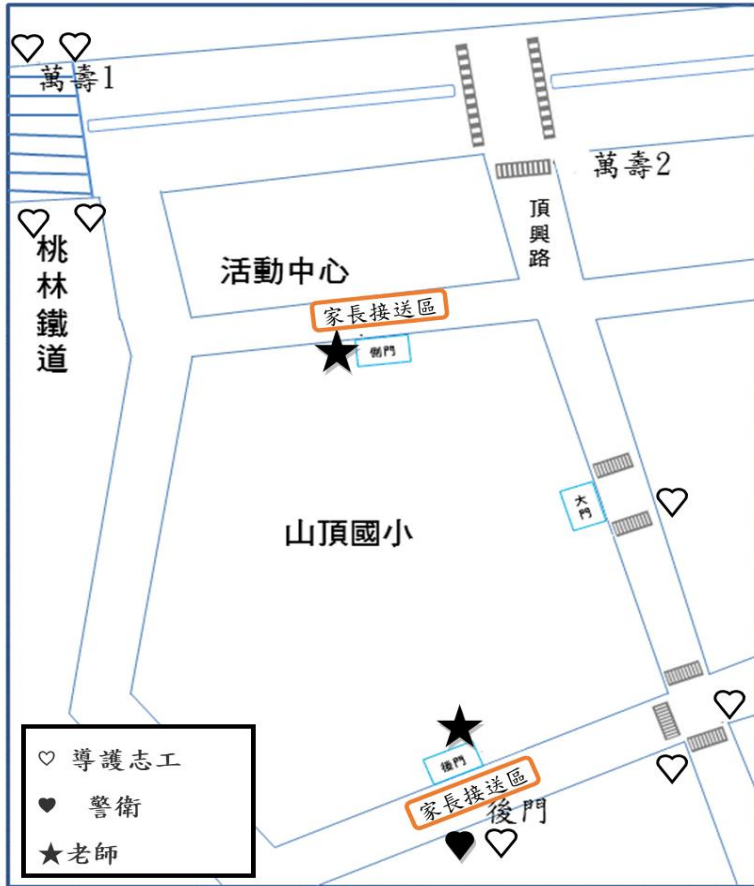 萬壽1
萬壽2
頂興路
桃林鐵道
活動中心
家長接送區
側門
大門
山頂國小
後門
家長接送區
後門
♡ 導護志工
♥ 警衛
★老師